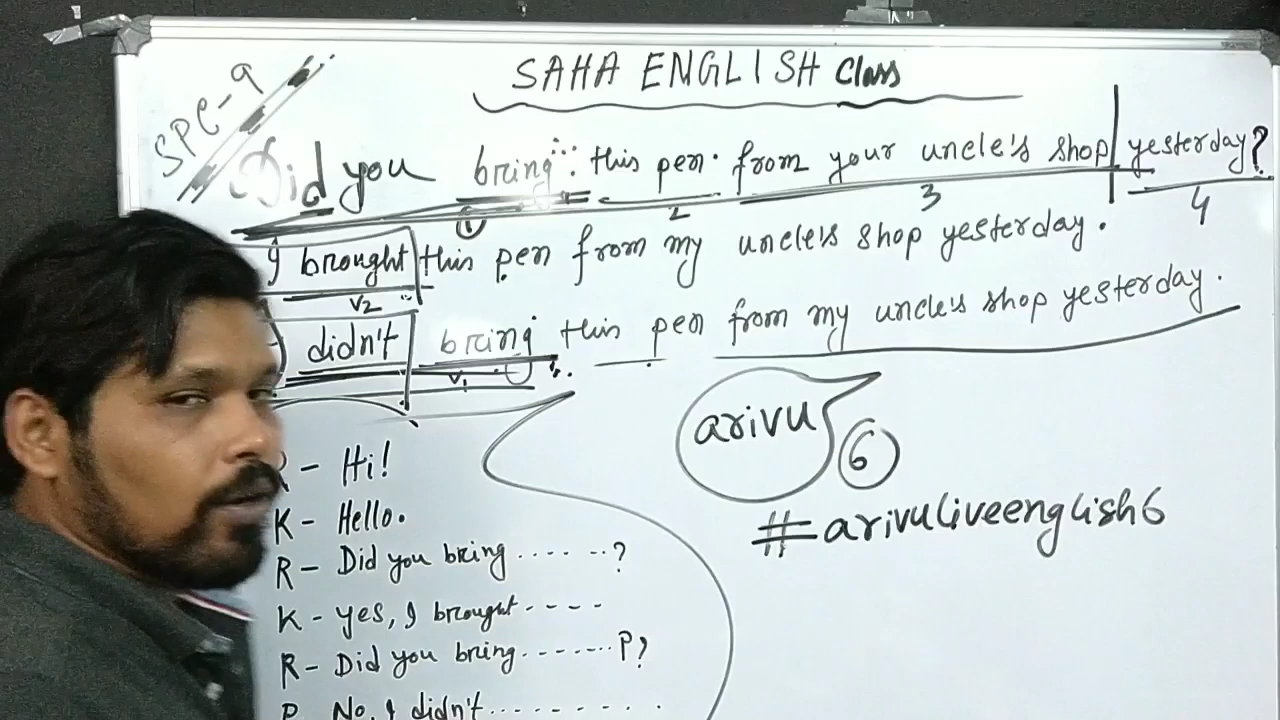 SAHA ENGLISH Class
SPC-9
Did you bring this pen from your uncle's shop yesterday?
1 2 3 4
I brought this pen from my uncle's shop yesterday.
V2
didn't bring this pen from my uncle's shop yesterday.
V1
arivu 6
#arivuliveenglish6
R - Hi!
K - Hello.
R - Did you bring ......?
K - yes, I brought ----
R - Did you bring ....... P?
P No, I didn't ..........